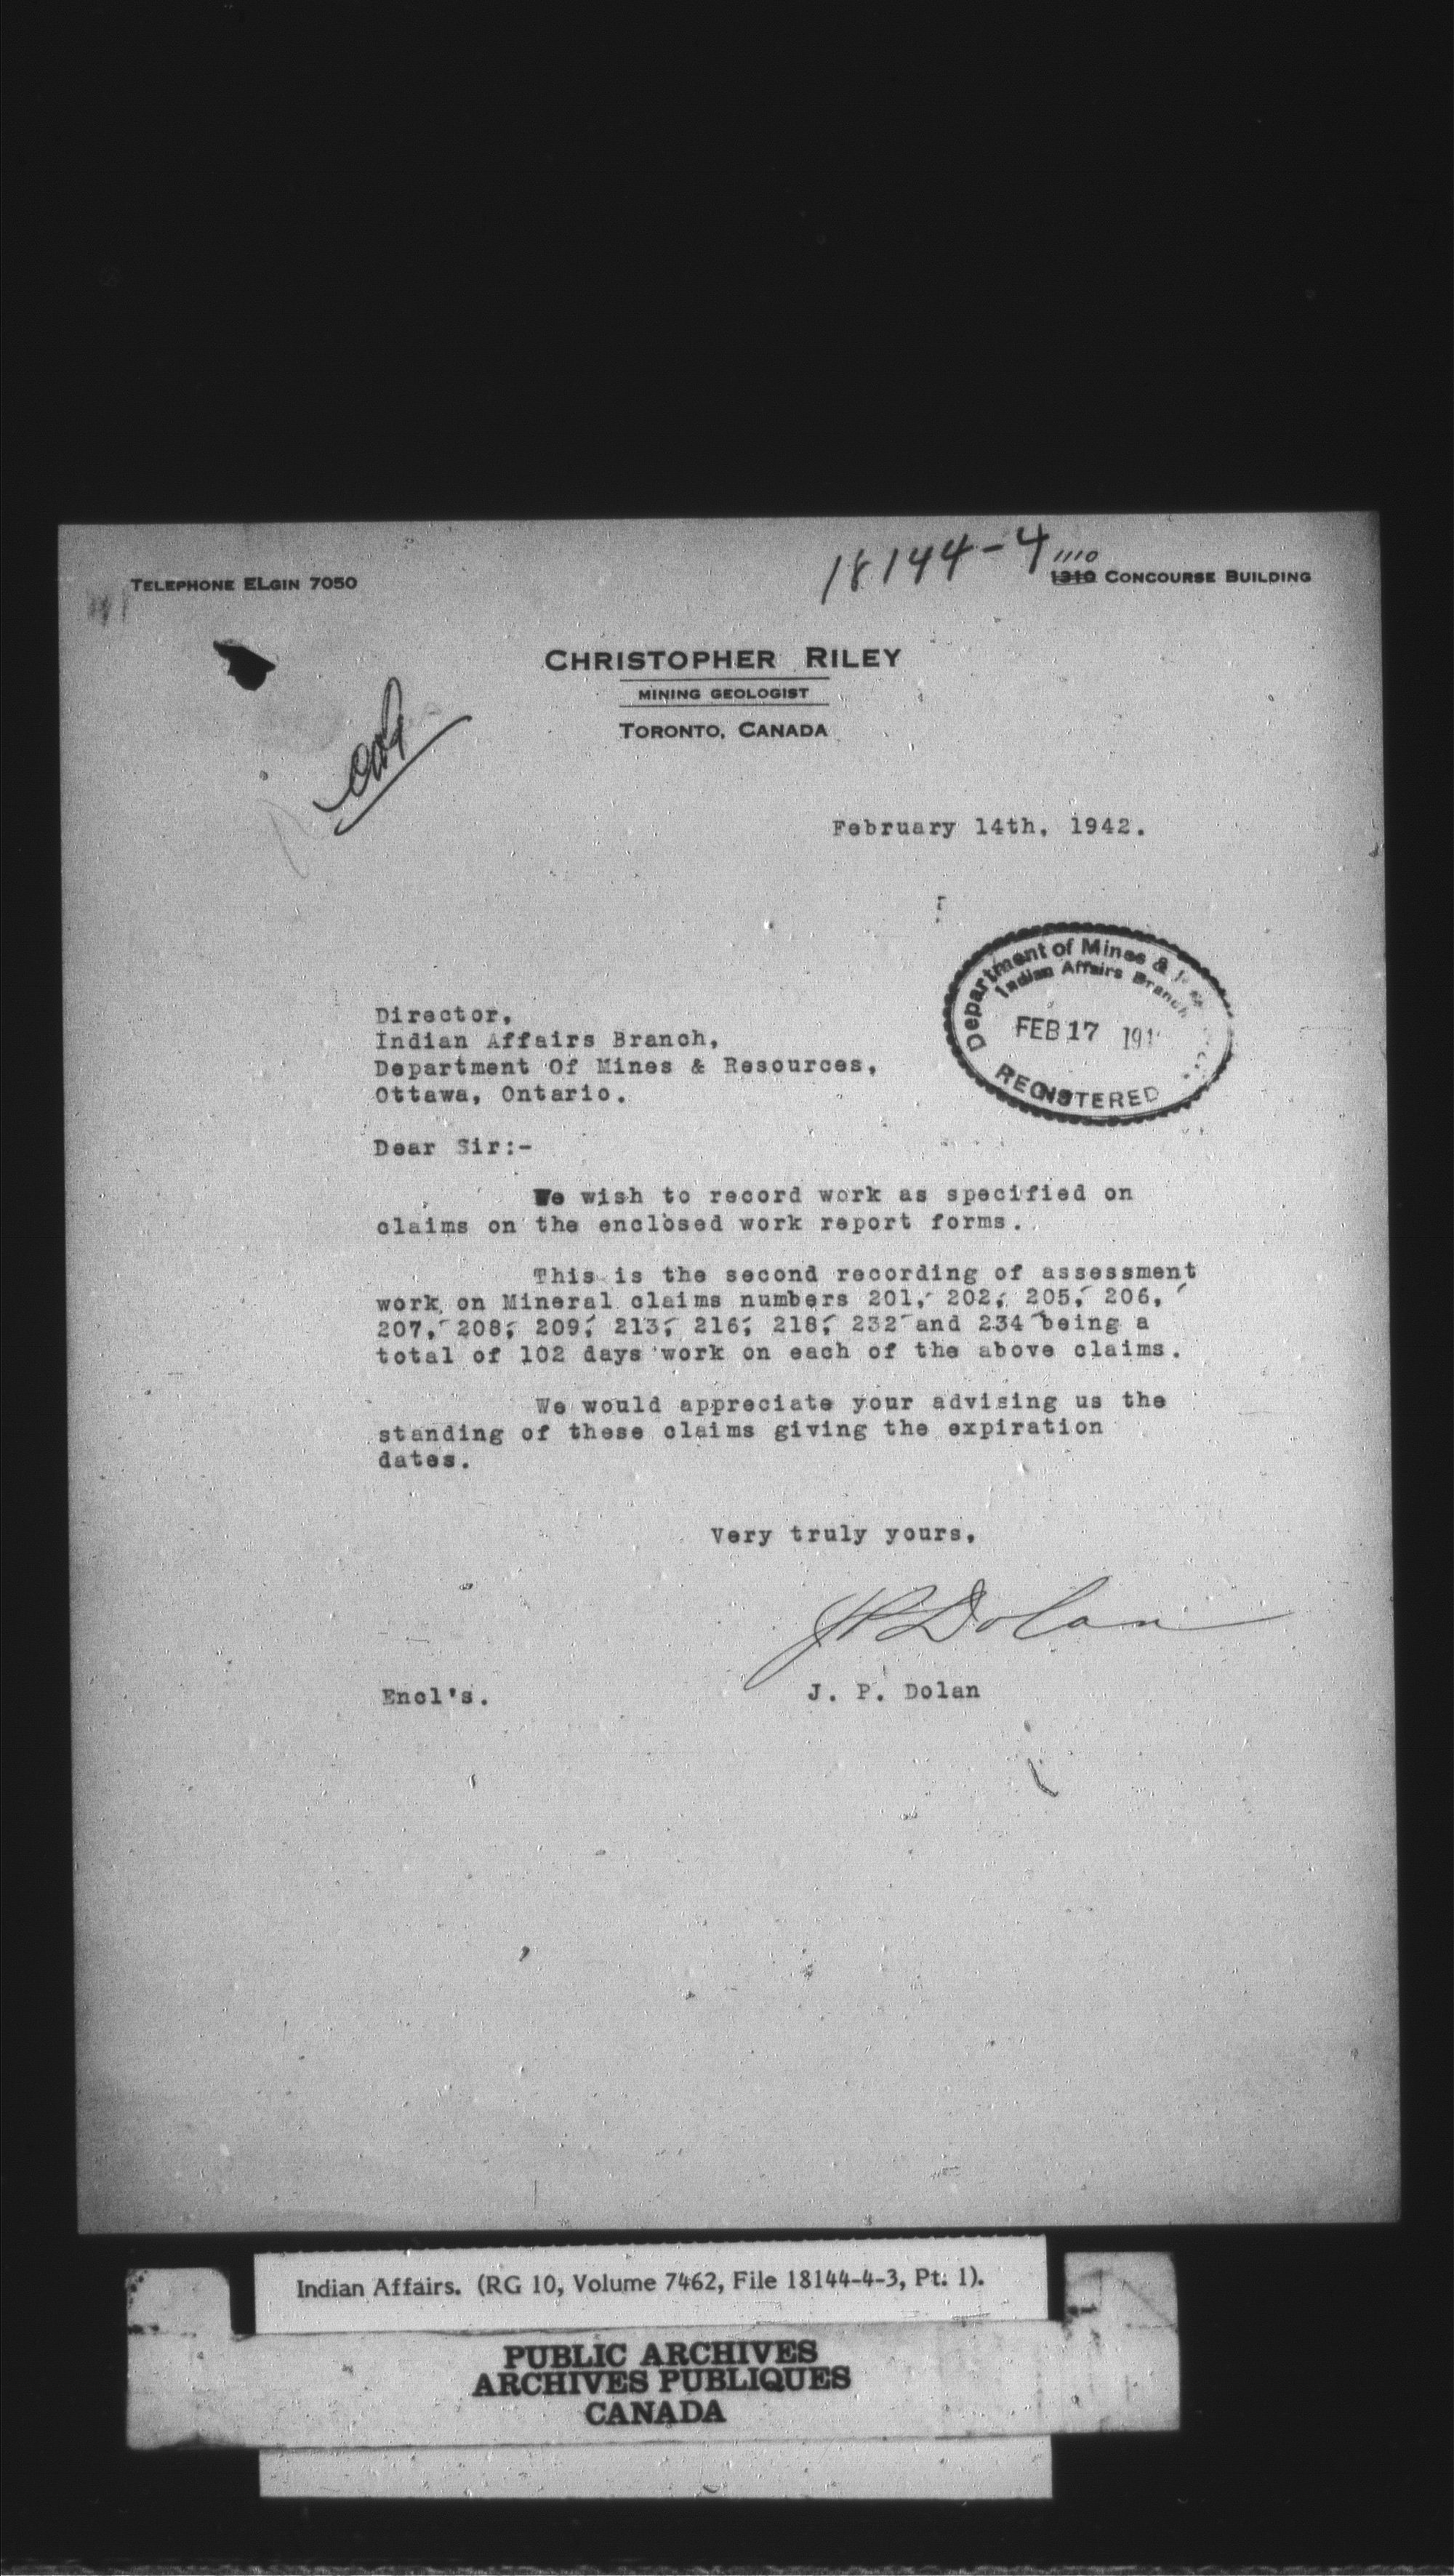 18144-4
TELEPHONE ELGIN 7050
1110
1310 CONCOURSE BUILDING
CHRISTOPHER RILEY
MINING GEOLOGIST
TORONTO, CANADA
February 14th, 1942.
Department of Mines &
Indian Affairs Branch
FEB 17
REGISTERED
Director,
Indian Affairs Branch,
Department Of Mines & Resources,
Ottawa, Ontario.
Dear Sir:-
We wish to record work as specified on
claims on the enclosed work report forms.
This is the second recording of assessment
work on Mineral claims numbers 201, 202, 205, 206,
207, 208, 209, 213, 216, 218, 232 and 234 being a
total of 102 days work on each of the above claims.
We would appreciate your advising us the
standing of these claims giving the expiration
dates.
Very truly yours,
J P Dolan
Encl's.
J. P. Dolan
Indian Affairs. (RG 10, Volume 7462, File 18144-4-3, Pt. 1).
PUBLIC ARCHIVES
ARCHIVES PUBLIQUES
CANADA